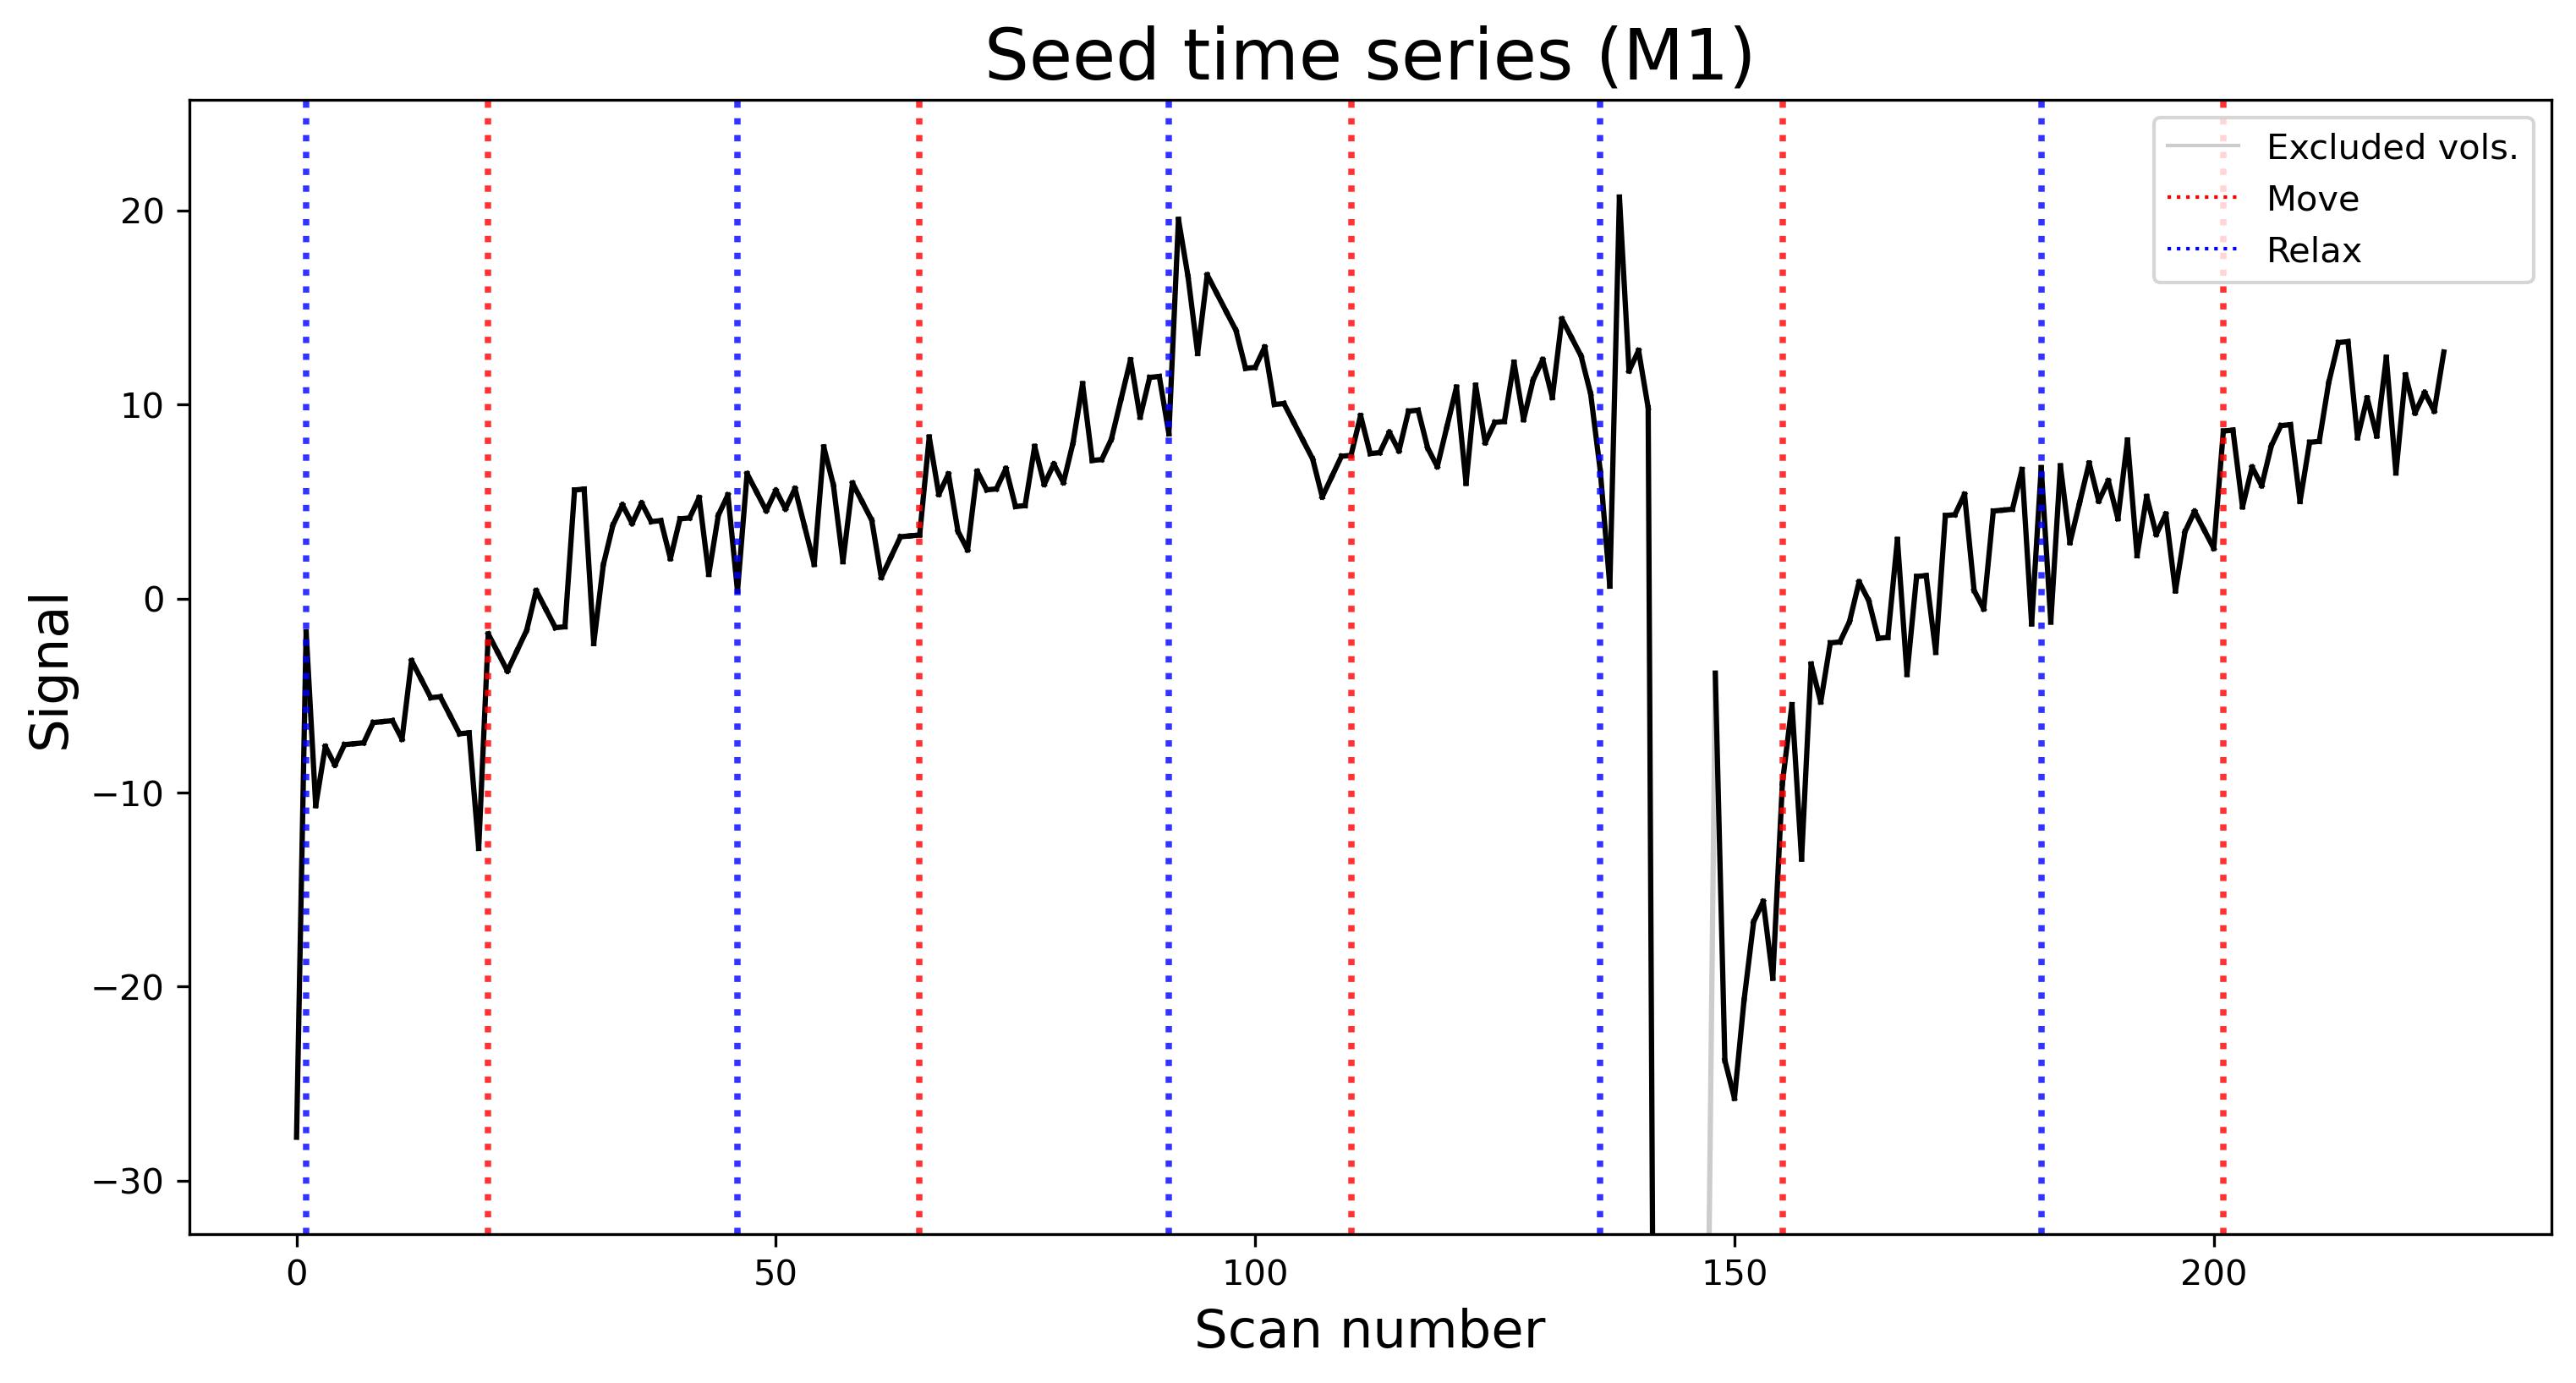 Seed time series (M1)
Excluded vols.
Move
Relax
20
10
0
−10
−20
−30
Signal
0 50 100 150 200
Scan number